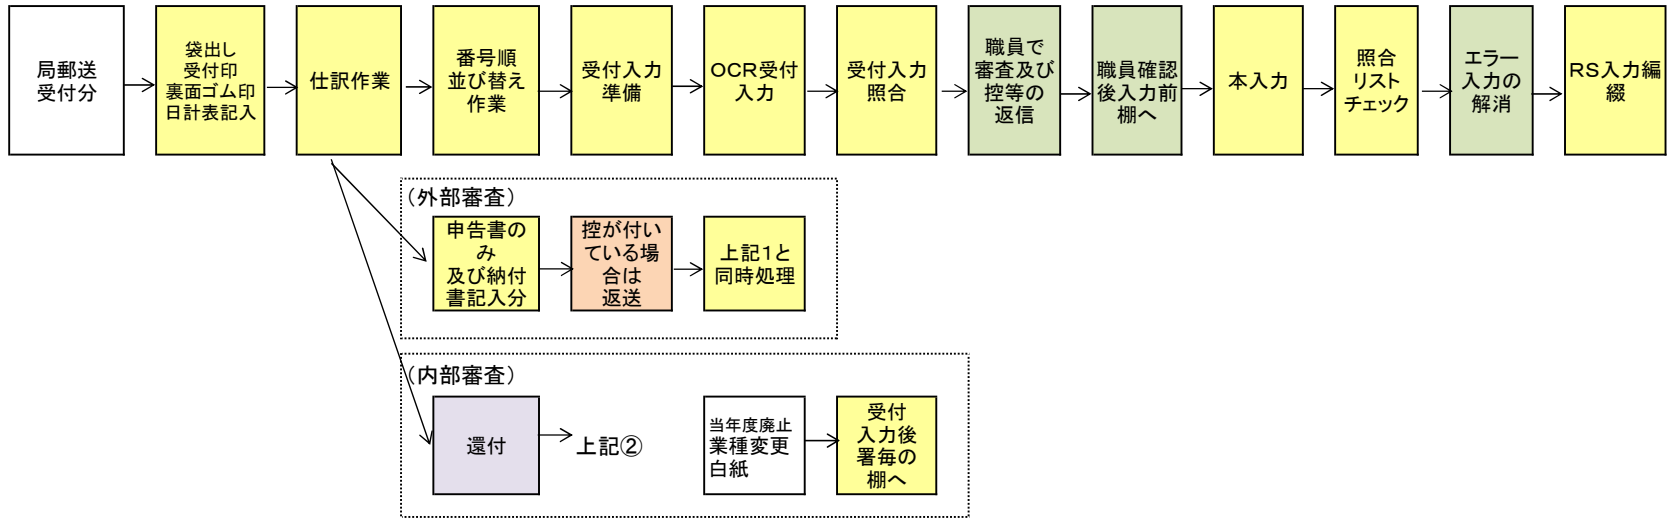 局郵送
受付分
袋出し
受付印
裏面ゴム印
日計表記入
仕訳作業
番号順
並び替え
作業
受付入力
準備
OCR受付
入力
受付入力
照合
職員で
審査及び
控等の
返信
職員確認
後入力前
棚へ
本入力
照合
リスト
チェック
エラー
入力の
解消
RS入力編
綴
（外部審査）
申告書の
み
及び納付
書記入分
控が付い
ている場
合は
返送
上記1と
同時処理
（内部審査）
還付
上記②
当年度廃止
業種変更
白紙
受付
入力後
署毎の
棚へ